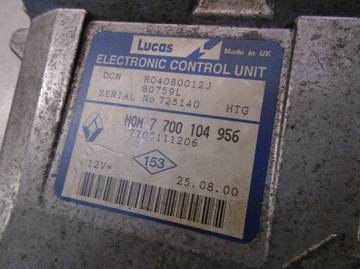 Lucas
Made in UK
ELECTRONIC CONTROL UNIT
DCN R04080012J
80759L
SERIAL No 725140 HTG
HOM 7 700 104 956
7700111206
12V= 153
25.08.00